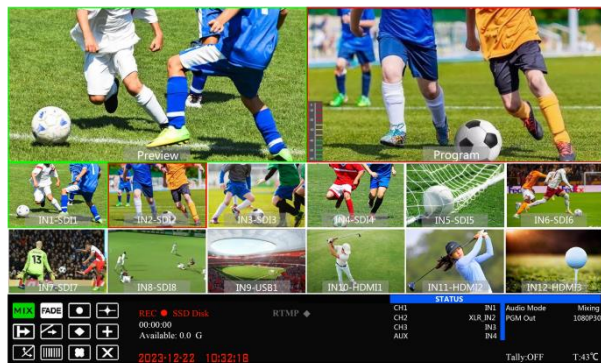 Preview
Program
IN1-SDI1
IN2-SDI2
IN3-SDI3
IN4-SDI4
IN5-SDI5
IN6-SDI6
IN7-SDI7
IN8-SDI8
IN9-USB1
IN10-HDMI1
IN11-HDMI2
IN12-HDMI3
13
MIX
FADE
REC
SSD Disk
RTMP
00:00:00
Available: 0.0 G
2023-12-22 10:32:18
STATUS
CH1 IN1
CH2 XLR_IN2
CH3 IN3
AUX IN4
Audio Mode Mixing
PGM Out 1080P30
Tally:OFF T:43℃